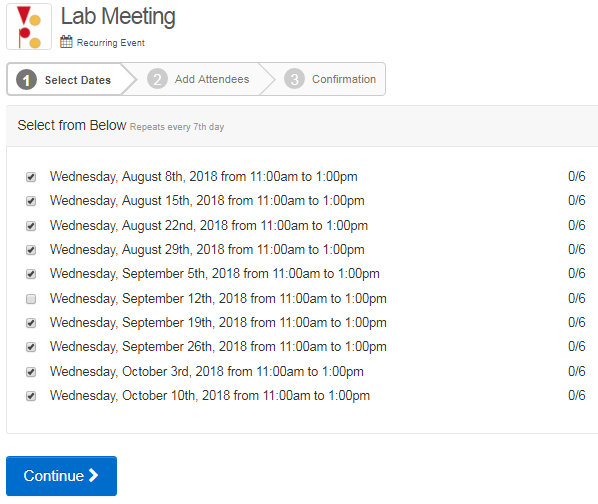 Lab Meeting
Recurring Event
1 Select Dates 2 Add Attendees 3 Confirmation
Select from Below Repeats every 7th day
Wednesday, August 8th, 2018 from 11:00am to 1:00pm 0/6
Wednesday, August 15th, 2018 from 11:00am to 1:00pm 0/6
Wednesday, August 22nd, 2018 from 11:00am to 1:00pm 0/6
Wednesday, August 29th, 2018 from 11:00am to 1:00pm 0/6
Wednesday, September 5th, 2018 from 11:00am to 1:00pm 0/6
Wednesday, September 12th, 2018 from 11:00am to 1:00pm 0/6
Wednesday, September 19th, 2018 from 11:00am to 1:00pm 0/6
Wednesday, September 26th, 2018 from 11:00am to 1:00pm 0/6
Wednesday, October 3rd, 2018 from 11:00am to 1:00pm 0/6
Wednesday, October 10th, 2018 from 11:00am to 1:00pm 0/6
Continue